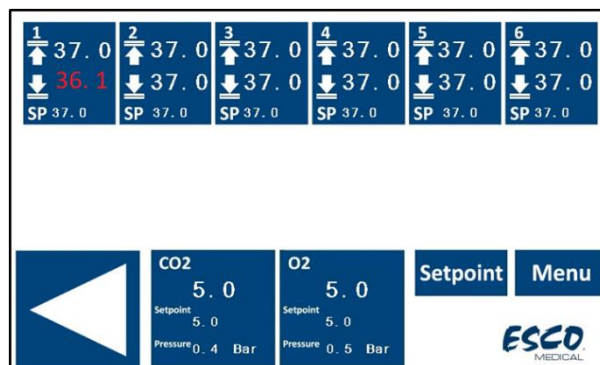 1 2 3 4 5 6
37.0 37.0 37.0 37.0 37.0 37.0
36.1 37.0 37.0 37.0 37.0 37.0
SP 37.0 SP 37.0 SP 37.0 SP 37.0 SP 37.0 SP 37.0
CO2 O2 Setpoint Menu
5.0 5.0
Setpoint Setpoint
5.0 5.0
Pressure 0.4 Bar Pressure 0.5 Bar
ESCO
MEDICAL